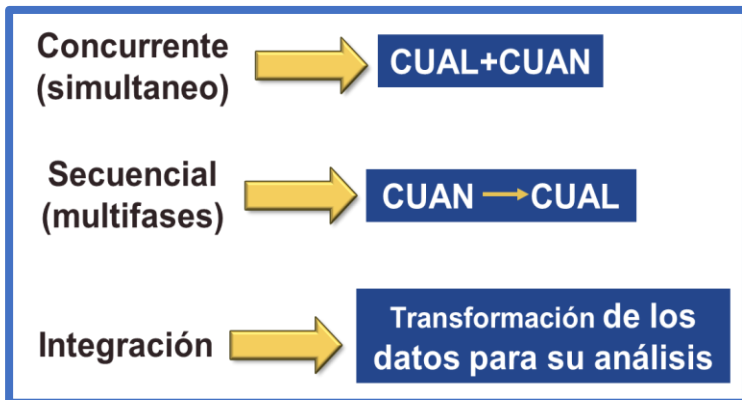 Concurrente
(simultaneo)
CUAL+CUAN
Secuencial
(multifases)
CUAN → CUAL
Integración
Transformación de los
datos para su análisis